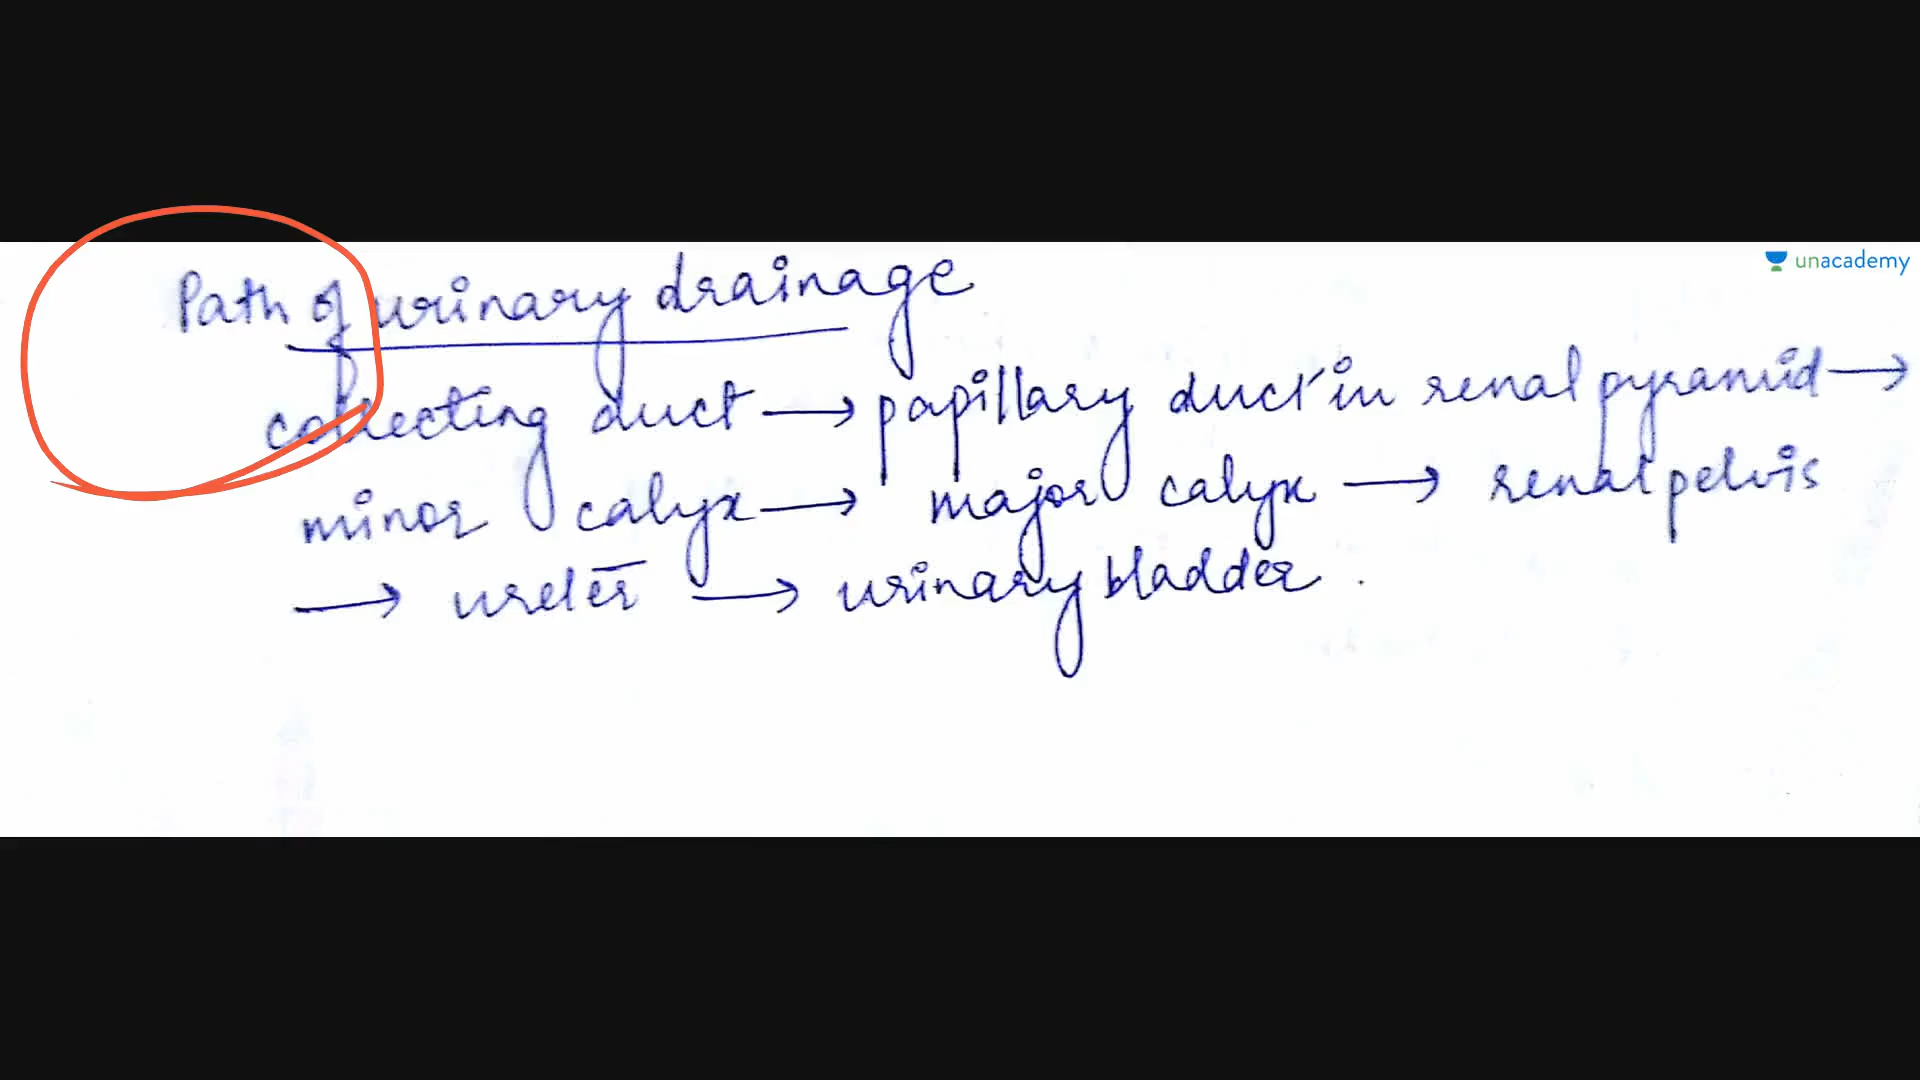 unacademy
Path of urinary drainage
collecting duct → papillary duct in renal pyramid →
minor calyx → major calyx → renal pelvis
→ ureter → urinary bladder .